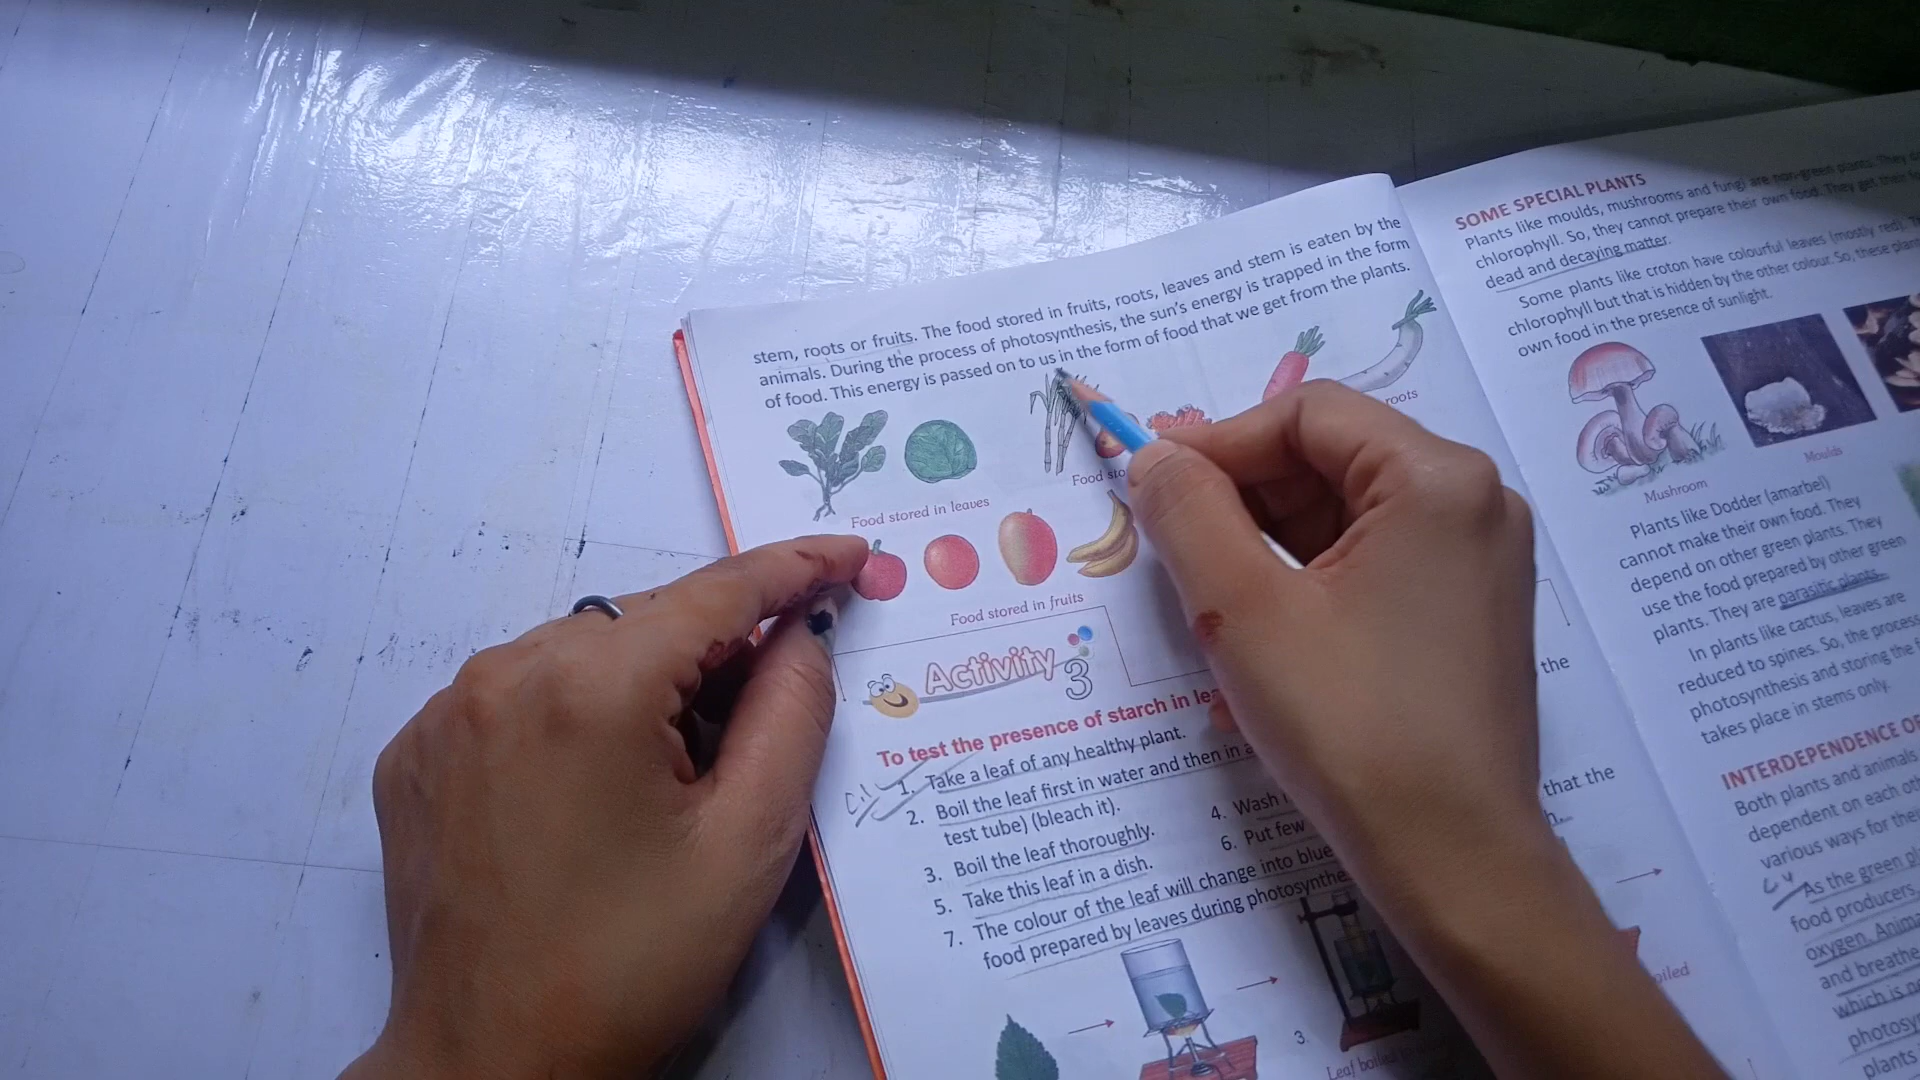 stem, roots or fruits. The food stored in fruits, roots, leaves and stem is eaten by the
animals. During the process of photosynthesis, the sun's energy is trapped in the form
of food. This energy is passed on to us in the form of food that we get from the plants.
Food stored in leaves
Food
roots
Food stored in fruits
Activity 3
To test the presence of starch in
1. Take a leaf of any healthy plant.
2. Boil the leaf first in water and then in a
test tube) (bleach it).
3. Boil the leaf thoroughly.
4. Wash
5. Take this leaf in a dish.
6. Put few
7. The colour of the leaf will change into blue
food prepared by leaves during
the
that the
3.
Leaf boiled
SOME SPECIAL PLANTS
Plants like moulds, mushrooms and fungi are non-green plants. They
chlorophyll. So, they cannot prepare their own food. They get their
dead and decaying matter.
Some plants like croton have colourful leaves (mostly red).
chlorophyll but that is hidden by the other colour. So, these
own food in the presence of sunlight.
Mushroom
Moulds
Plants like Dodder (amarbel)
cannot make their own food. They
depend on other green plants. They
use the food prepared by other green
plants. They are parasitic plants.
In plants like cactus, leaves are
reduced to spines. So, the process
photosynthesis and storing the
takes place in stems only.
INTERDEPENDENCE
Both plants and animals
dependent on each
various ways for
As the green
food producers,
oxygen.
and breathe
which is
plants